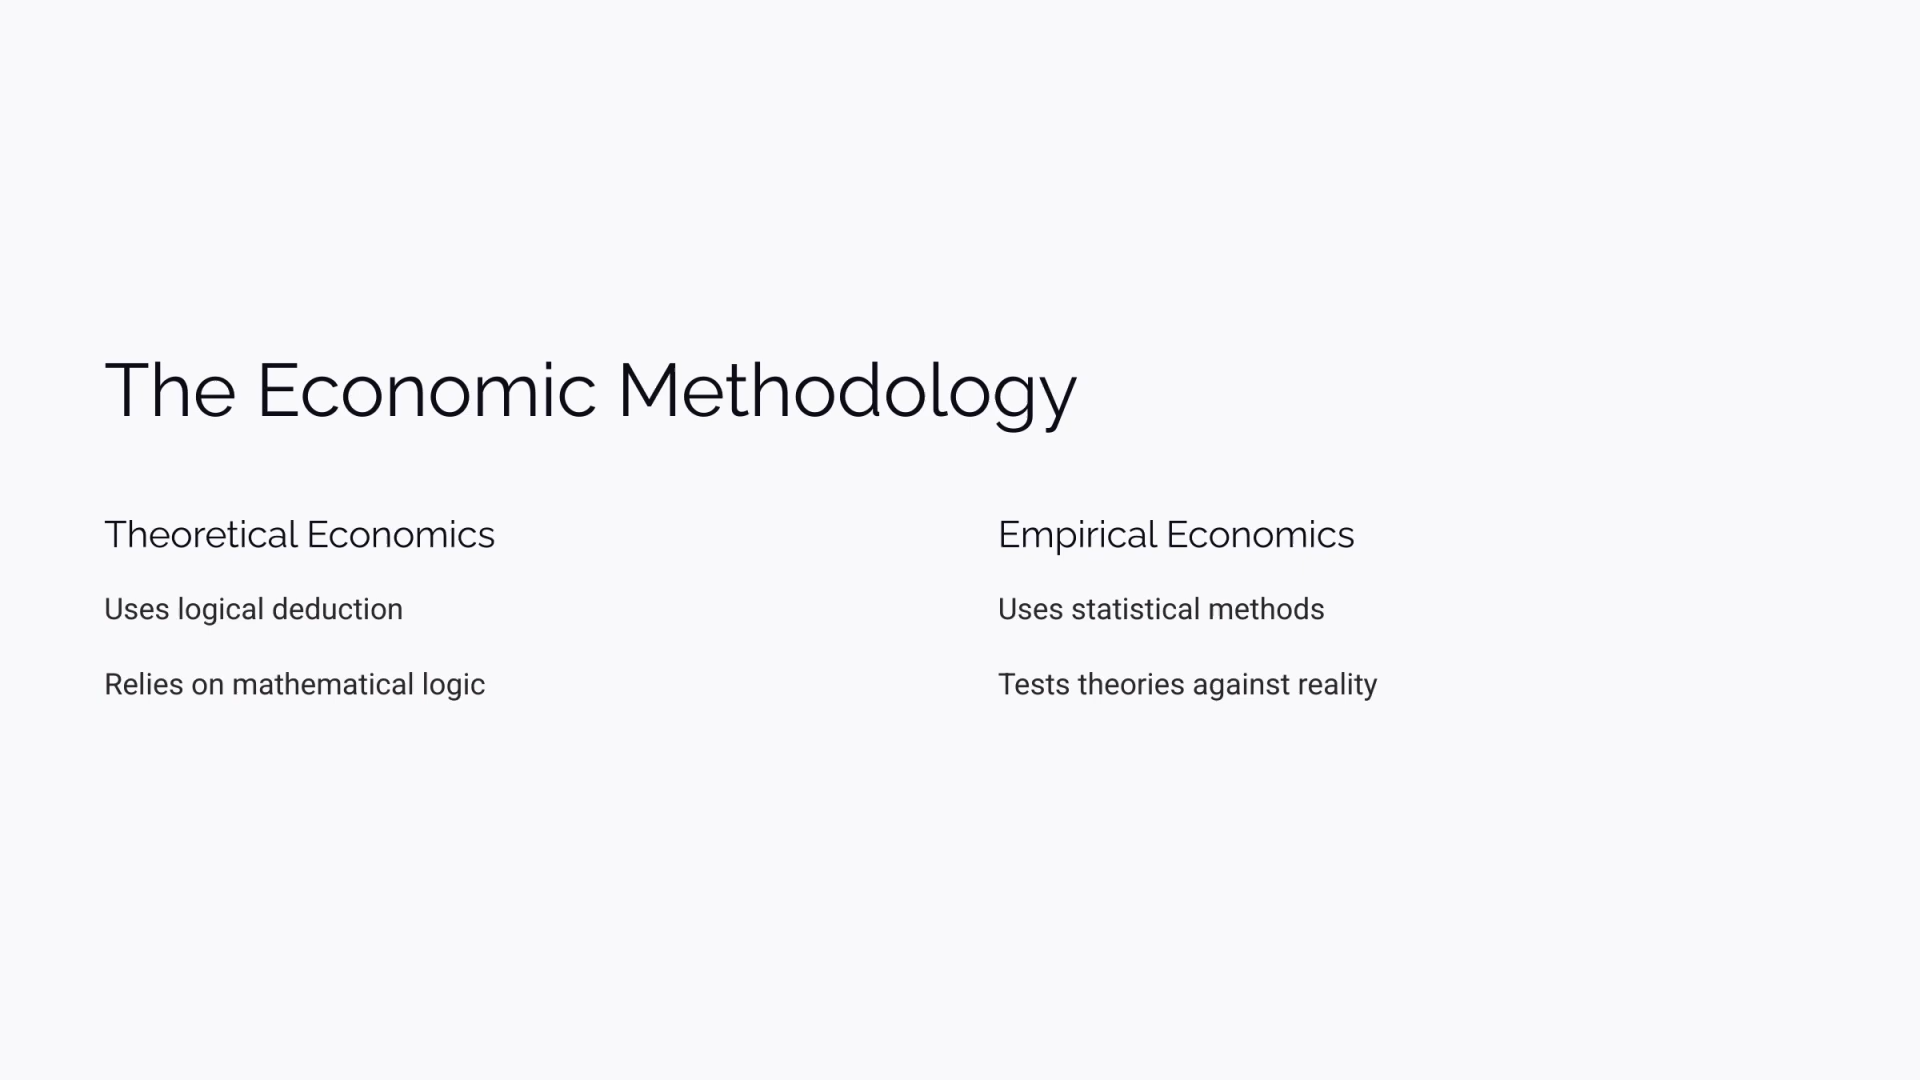 The Economic Methodology
Theoretical Economics
Uses logical deduction
Relies on mathematical logic
Empirical Economics
Uses statistical methods
Tests theories against reality